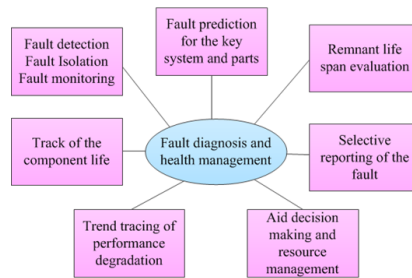 Fault prediction
for the key
system and parts
Fault detection
Fault Isolation
Fault monitoring
Remnant life
span evaluation
Track of the
component life
Fault diagnosis and
health management
Selective
reporting of the
fault
Trend tracing of
performance
degradation
Aid decision
making and
resource
management